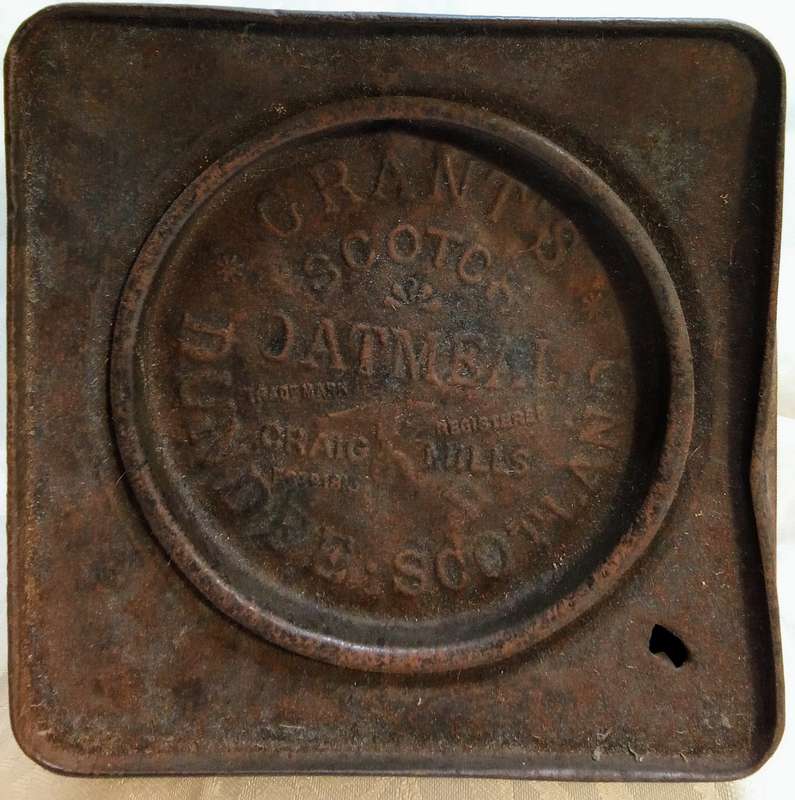 GRANT'S
SCOTCH
OATMEAL
TRADE MARK
REGISTERED
CRAIG MILLS
DUNDEE. SCOTLAND